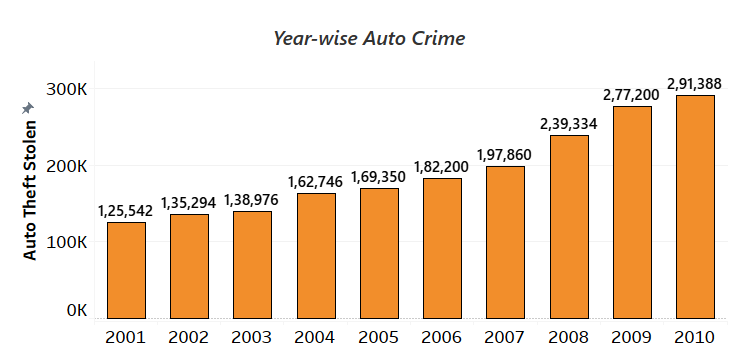 Year-wise Auto Crime
Auto Theft Stolen
300K
200K
100K
0K
1,25,542
1,35,294
1,38,976
1,62,746
1,69,350
1,82,200
1,97,860
2,39,334
2,77,200
2,91,388
2001 2002 2003 2004 2005 2006 2007 2008 2009 2010